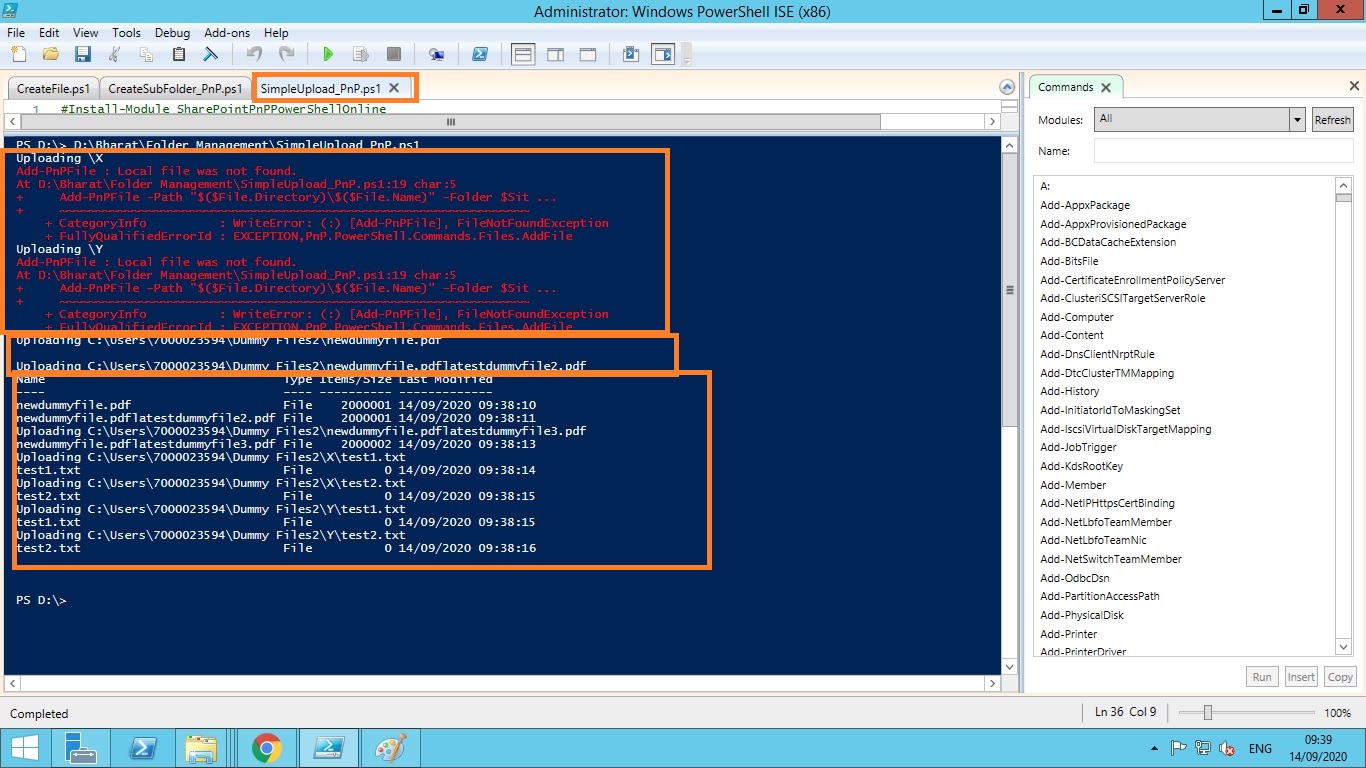 Administrator: Windows PowerShell ISE (x86)
File Edit View Tools Debug Add-ons Help
CreateFile.ps1 CreateSubFolder_PnP.ps1 SimpleUpload_PnP.ps1
1 #Install-Module SharePointPnPPowerShellOnline
PS D:\> D:\Bharat\Folder Management\SimpleUpload_PnP.ps1
Uploading \X
Add-PnPFile : Local file was not found.
At D:\Bharat\Folder Management\SimpleUpload_PnP.ps1:19 char:5
+     Add-PnPFile -Path "$($File.Directory)\$($File.Name)" -Folder $Sit ...
+     ~~~~~~~~~~~~~~~~~~~~~~~~~~~~~~~~~~~~~~~~~~~~~~~~~~~~~~~~~~~~~~~~~
    + CategoryInfo          : WriteError: (:) [Add-PnPFile], FileNotFoundException
    + FullyQualifiedErrorId : EXCEPTION,PnP.PowerShell.Commands.Files.AddFile
Uploading \Y
Add-PnPFile : Local file was not found.
At D:\Bharat\Folder Management\SimpleUpload_PnP.ps1:19 char:5
+     Add-PnPFile -Path "$($File.Directory)\$($File.Name)" -Folder $Sit ...
+     ~~~~~~~~~~~~~~~~~~~~~~~~~~~~~~~~~~~~~~~~~~~~~~~~~~~~~~~~~~~~~~~~~
    + CategoryInfo          : WriteError: (:) [Add-PnPFile], FileNotFoundException
    + FullyQualifiedErrorId : EXCEPTION,PnP.PowerShell.Commands.Files.AddFile
Uploading C:\Users\7000023594\Dummy Files2\newdummyfile.pdf
Uploading C:\Users\7000023594\Dummy Files2\newdummyfile.pdflatestdummyfile2.pdf
Name Type Items/Size Last Modified
---- ---- ---------- -------------
newdummyfile.pdf File 2000001 14/09/2020 09:38:10
newdummyfile.pdflatestdummyfile2.pdf File 2000001 14/09/2020 09:38:11
Uploading C:\Users\7000023594\Dummy Files2\newdummyfile.pdflatestdummyfile3.pdf
newdummyfile.pdflatestdummyfile3.pdf File 2000002 14/09/2020 09:38:13
Uploading C:\Users\7000023594\Dummy Files2\X\test1.txt
test1.txt File 0 14/09/2020 09:38:14
Uploading C:\Users\7000023594\Dummy Files2\X\test2.txt
test2.txt File 0 14/09/2020 09:38:15
Uploading C:\Users\7000023594\Dummy Files2\Y\test1.txt
test1.txt File 0 14/09/2020 09:38:15
Uploading C:\Users\7000023594\Dummy Files2\Y\test2.txt
test2.txt File 0 14/09/2020 09:38:16
PS D:\>
Commands
Modules: All Refresh
Name:
A:
Add-AppxPackage
Add-AppxProvisionedPackage
Add-BCDataCacheExtension
Add-BitsFile
Add-CertificateEnrollmentPolicyServer
Add-ClusteriSCSITargetServerRole
Add-Computer
Add-Content
Add-DnsClientNrptRule
Add-DtcClusterTMMapping
Add-History
Add-InitiatorIdToMaskingSet
Add-IscsiVirtualDiskTargetMapping
Add-JobTrigger
Add-KdsRootKey
Add-Member
Add-NetIPHttpsCertBinding
Add-NetLbfoTeamMember
Add-NetLbfoTeamNic
Add-NetSwitchTeamMember
Add-OdbcDsn
Add-PartitionAccessPath
Add-PhysicalDisk
Add-Printer
Add-PrinterDriver
Run Insert Copy
Completed Ln 36 Col 9 100%
ENG 09:39
14/09/2020